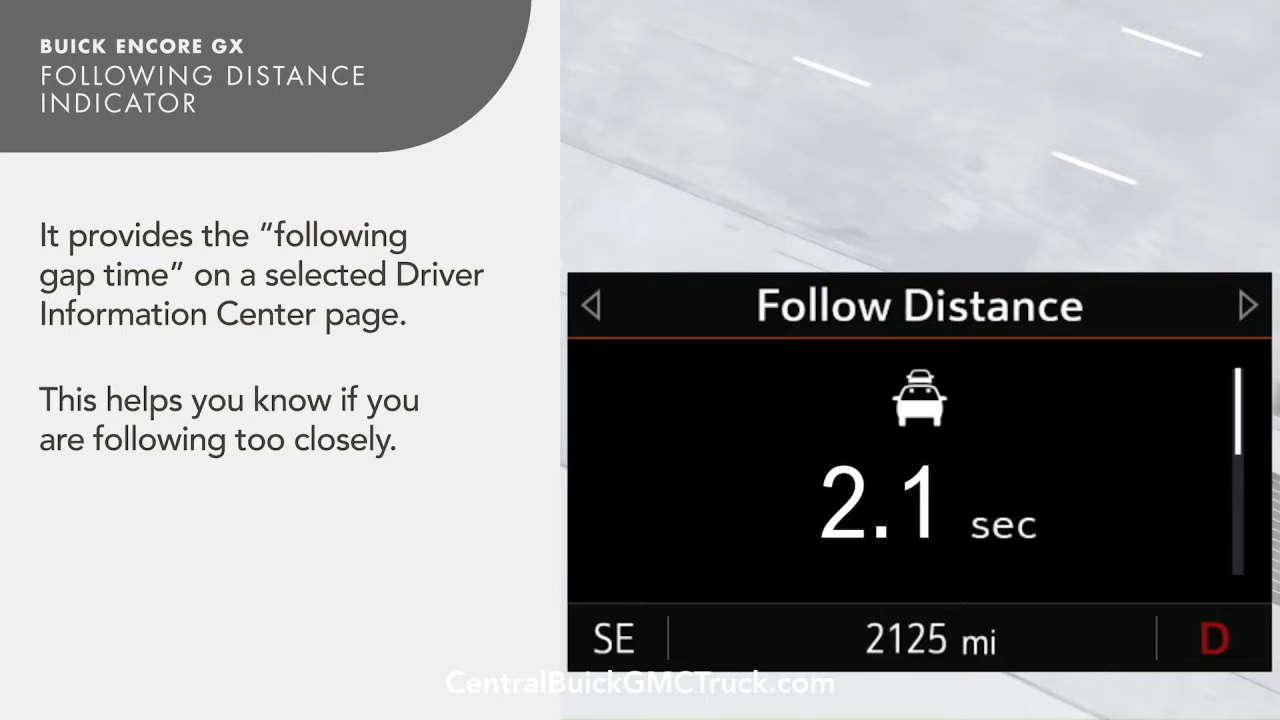 BUICK ENCORE GX
FOLLOWING DISTANCE
INDICATOR
It provides the “following
gap time” on a selected Driver
Information Center page.
This helps you know if you
are following too closely.
Follow Distance
2.1 sec
SE 2125 mi D
CentralBuickGMCTruck.com